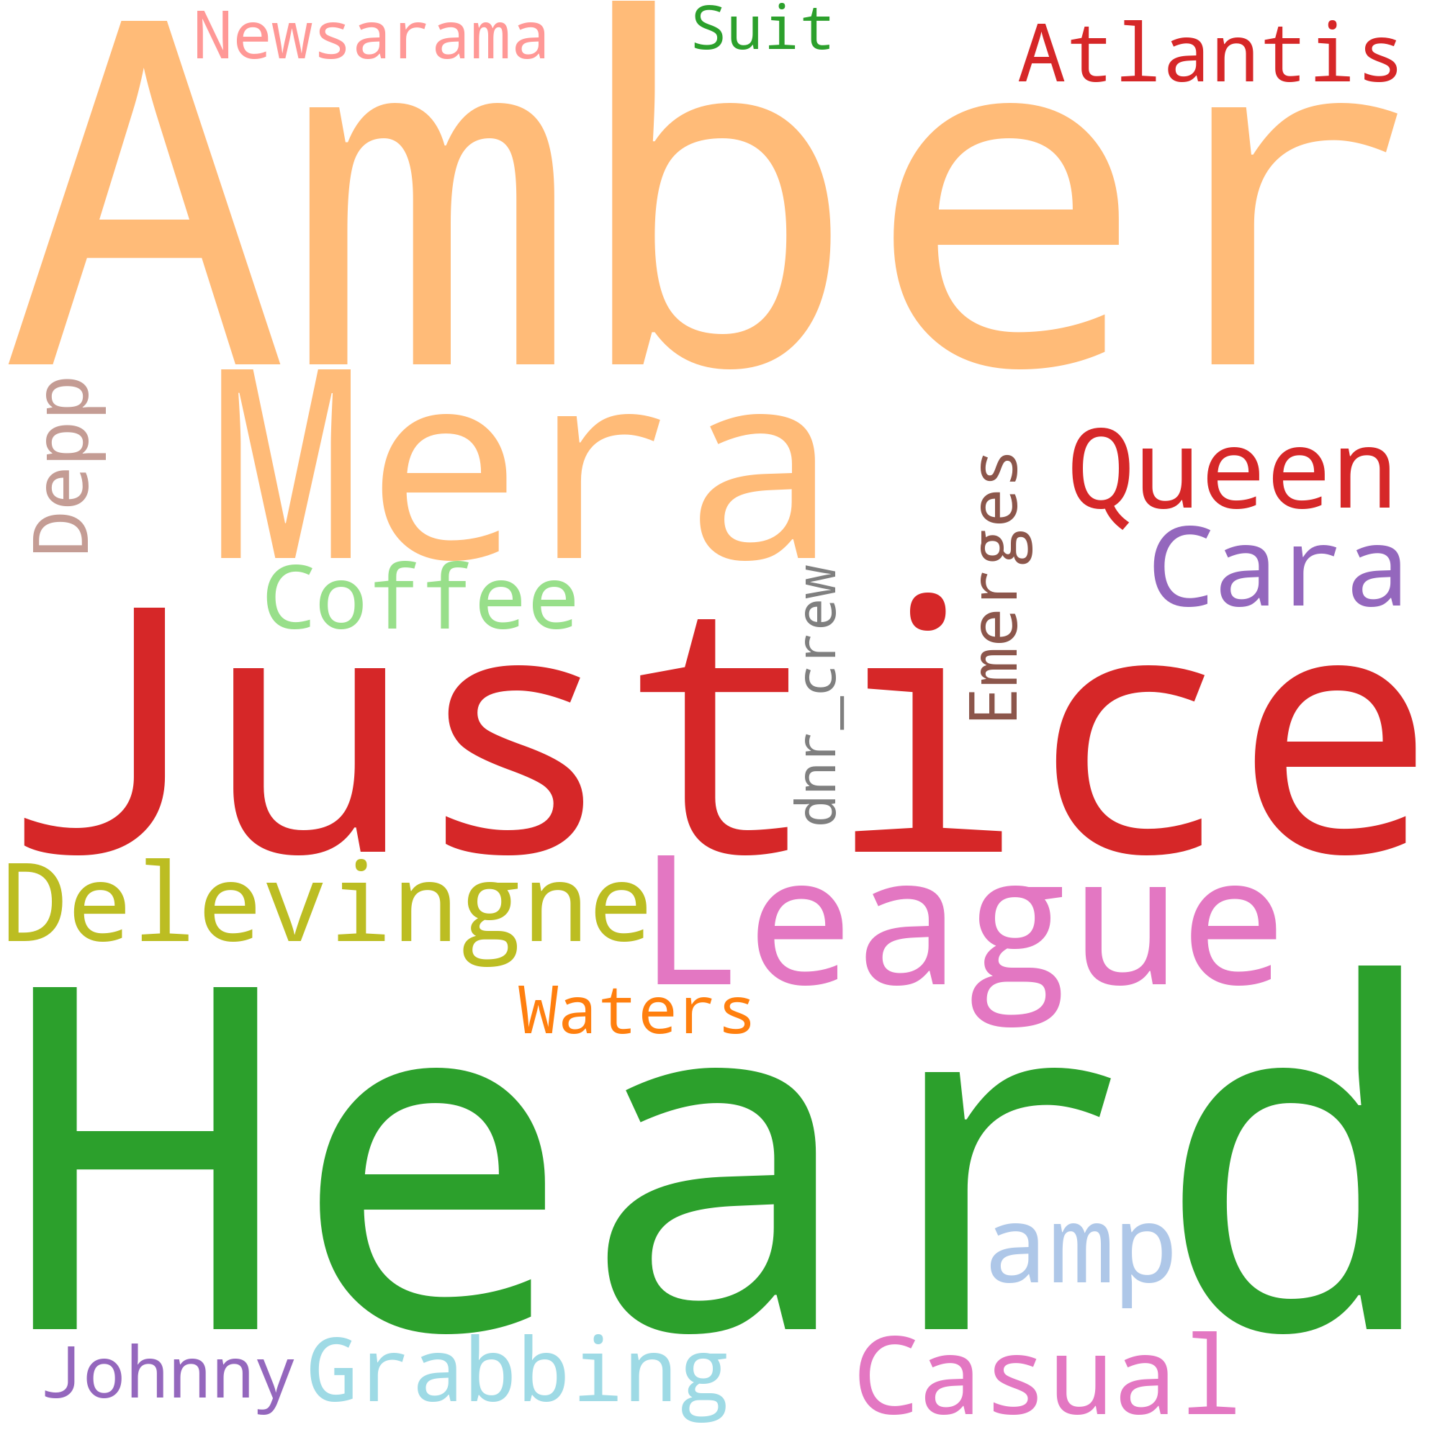 Newsarama
Suit
Atlantis
Amber
Depp
Mera
Queen
Emerges
Cara
Coffee
dnr_crew
Justice
Delevingne
League
Waters
Heard
amp
Johnny
Grabbing
Casual